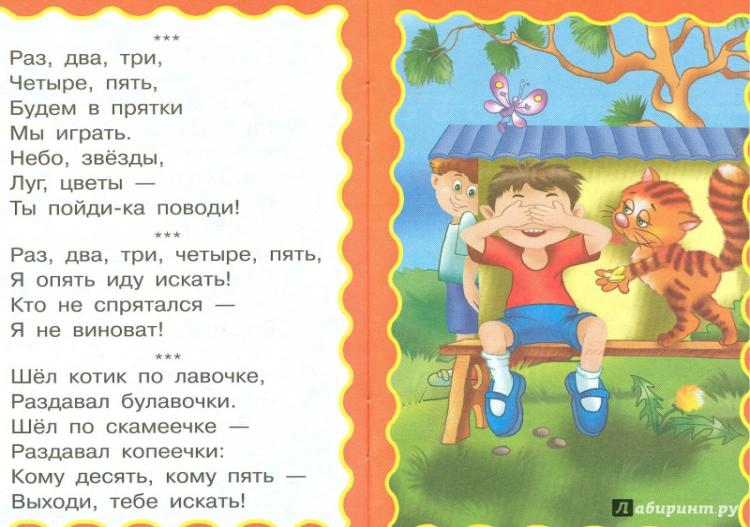 ***
Раз, два, три,
Четыре, пять,
Будем в прятки
Мы играть.
Небо, звёзды,
Луг, цветы —
Ты пойди-ка поводи!
***
Раз, два, три, четыре, пять,
Я опять иду искать!
Кто не спрятался —
Я не виноват!
***
Шёл котик по лавочке,
Раздавал булавочки.
Шёл по скамеечке —
Раздавал копеечки:
Кому десять, кому пять —
Выходи, тебе искать!
Лабиринт.ру